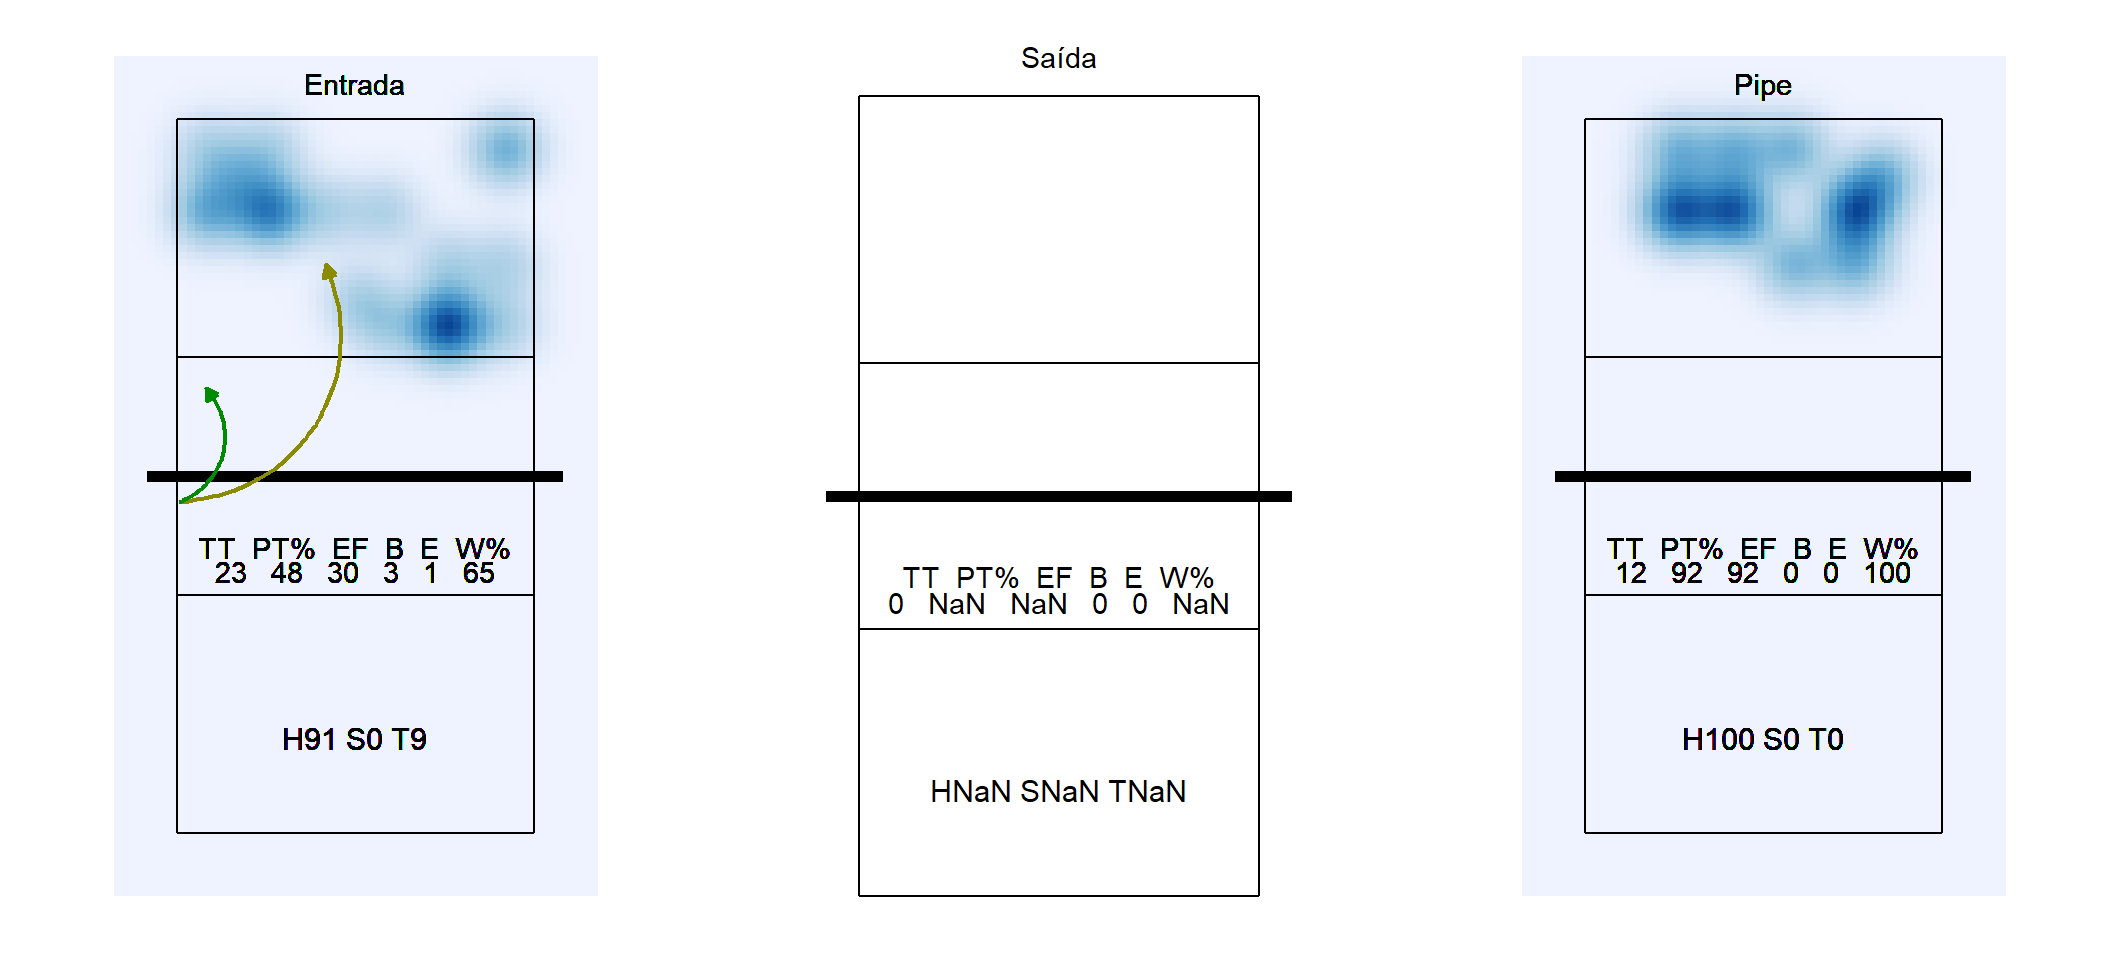 Entrada
TT PT% EF B E W%
23 48 30 3 1 65
H91 S0 T9
Saída
TT PT% EF B E W%
0 NaN NaN 0 0 NaN
HNaN SNaN TNaN
Pipe
TT PT% EF B E W%
12 92 92 0 0 100
H100 S0 T0